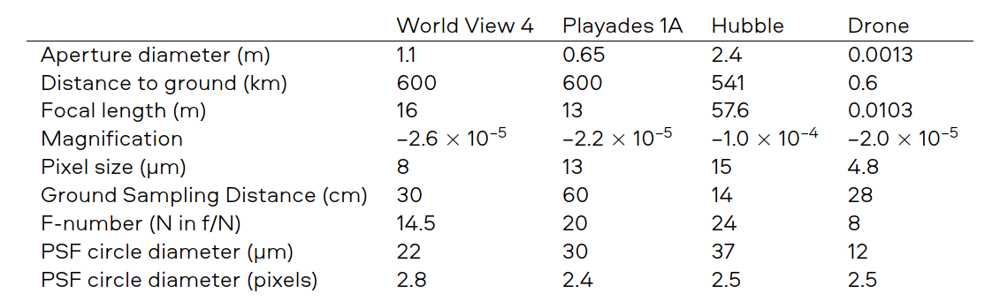 World View 4 Playades 1A Hubble Drone
Aperture diameter (m) 1.1 0.65 2.4 0.0013
Distance to ground (km) 600 600 541 0.6
Focal length (m) 16 13 57.6 0.0103
Magnification −2.6 × 10⁻⁵ −2.2 × 10⁻⁵ −1.0 × 10⁻⁴ −2.0 × 10⁻⁵
Pixel size (μm) 8 13 15 4.8
Ground Sampling Distance (cm) 30 60 14 28
F-number (N in f/N) 14.5 20 24 8
PSF circle diameter (μm) 22 30 37 12
PSF circle diameter (pixels) 2.8 2.4 2.5 2.5